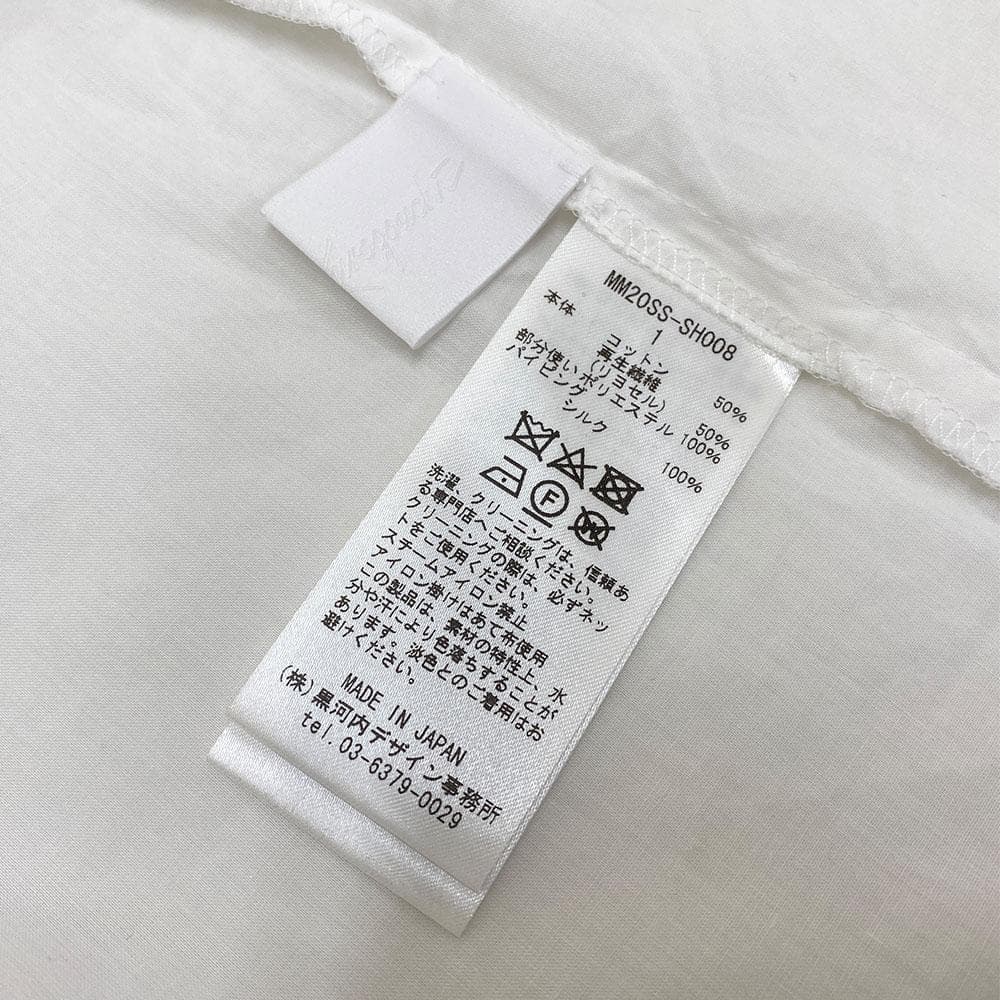 MM20SS-SH008
1
本体
コットン 50%
再生繊維
(リヨセル) 50%
部分使い ポリエステル 100%
パイピング
シルク 100%
F
W
洗濯、クリーニングは、信頼あ
る専門店へご相談ください。
クリーニングの際は、必ずネッ
トをご使用ください。
スチームアイロン禁止
アイロン掛けはあて布使用
この製品は、素材の特性上、水
分や汗により色落ちすることが
あります。淡色とのご着用はお
避けください。
MADE IN JAPAN
(株)黒河内デザイン事務所
tel.03-6379-0029